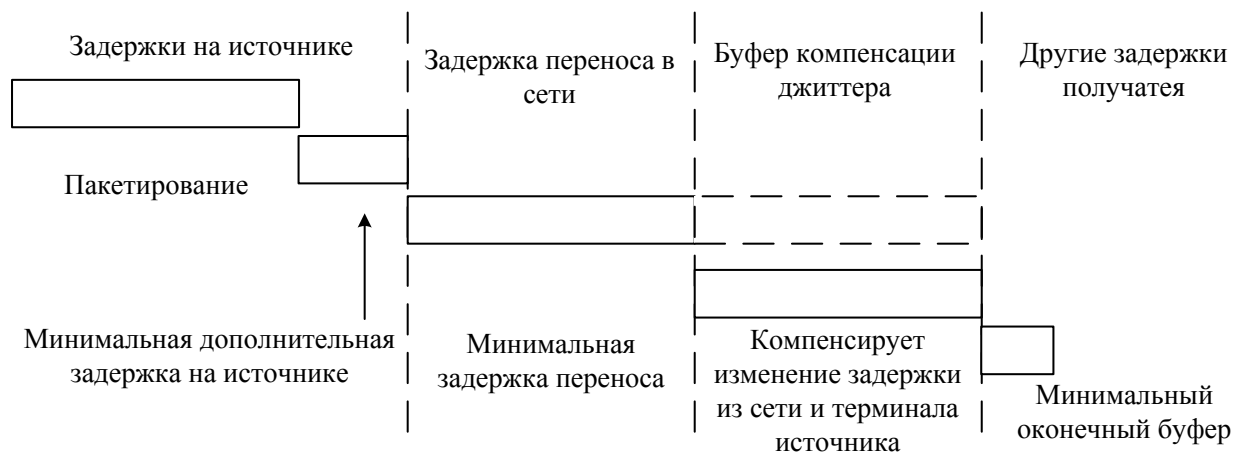 Задержки на источнике
Задержка переноса в
сети
Буфер компенсации
джиттера
Другие задержки
получатея
Пакетирование
Минимальная дополнительная
задержка на источнике
Минимальная
задержка переноса
Компенсирует
изменение задержки
из сети и терминала
источника
Минимальный
оконечный буфер